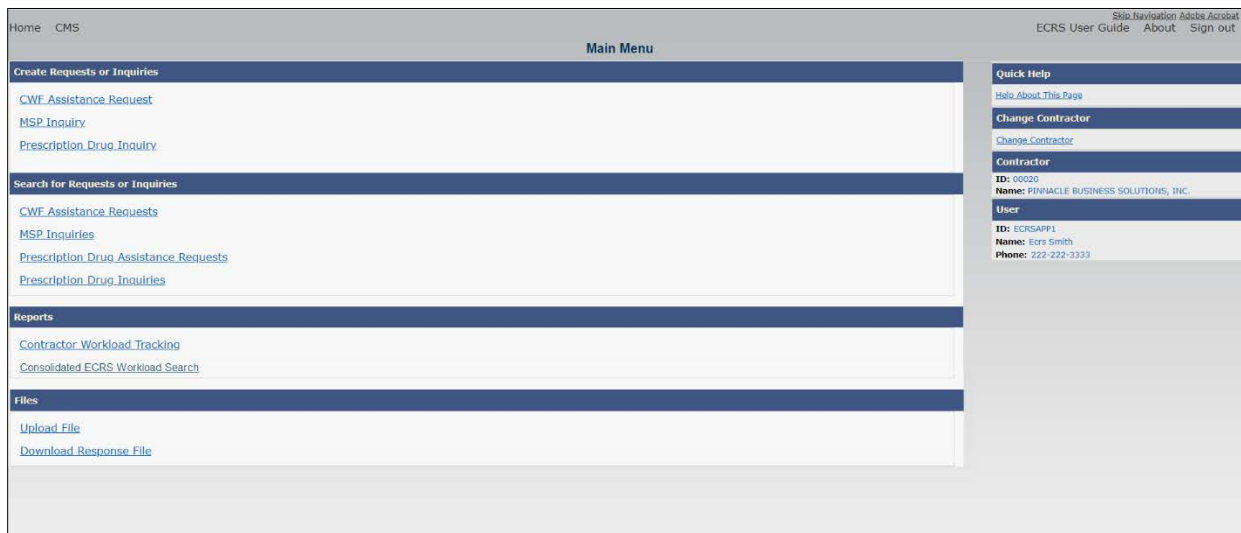 Skip Navigation Adobe Acrobat
Home CMS
ECRS User Guide About Sign out
Main Menu
Create Requests or Inquiries
CWF Assistance Request
MSP Inquiry
Prescription Drug Inquiry
Search for Requests or Inquiries
CWF Assistance Requests
MSP Inquiries
Prescription Drug Assistance Requests
Prescription Drug Inquiries
Reports
Contractor Workload Tracking
Consolidated ECRS Workload Search
Files
Upload File
Download Response File
Quick Help
Help About This Page
Change Contractor
Change Contractor
Contractor
ID: 00020
Name: PINNACLE BUSINESS SOLUTIONS, INC.
User
ID: ECRSAPP1
Name: Ecrs Smith
Phone: 222-222-3333